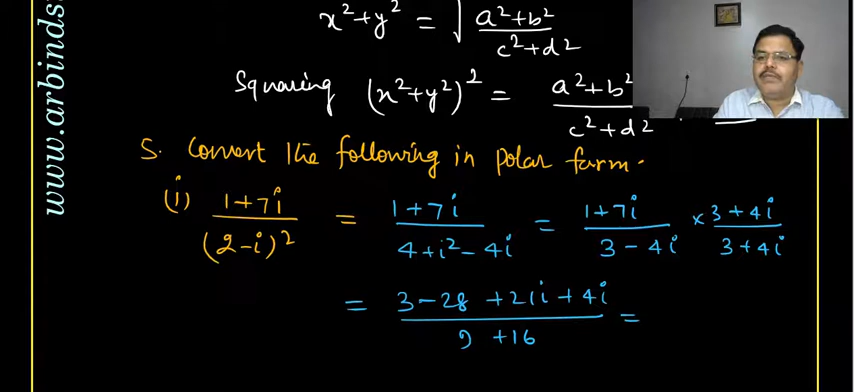 x² + y² = √(a² + b² / c² + d²)
Squaring (x² + y²)² = a² + b² / c² + d²
5. Convert the following in polar form.
(i) 1 + 7i / (2 - i)² = 1 + 7i / 4 + i² - 4i = 1 + 7i / 3 - 4i × 3 + 4i / 3 + 4i
= 3 - 28 + 21i + 4i / 9 + 16 =
www.arbinds